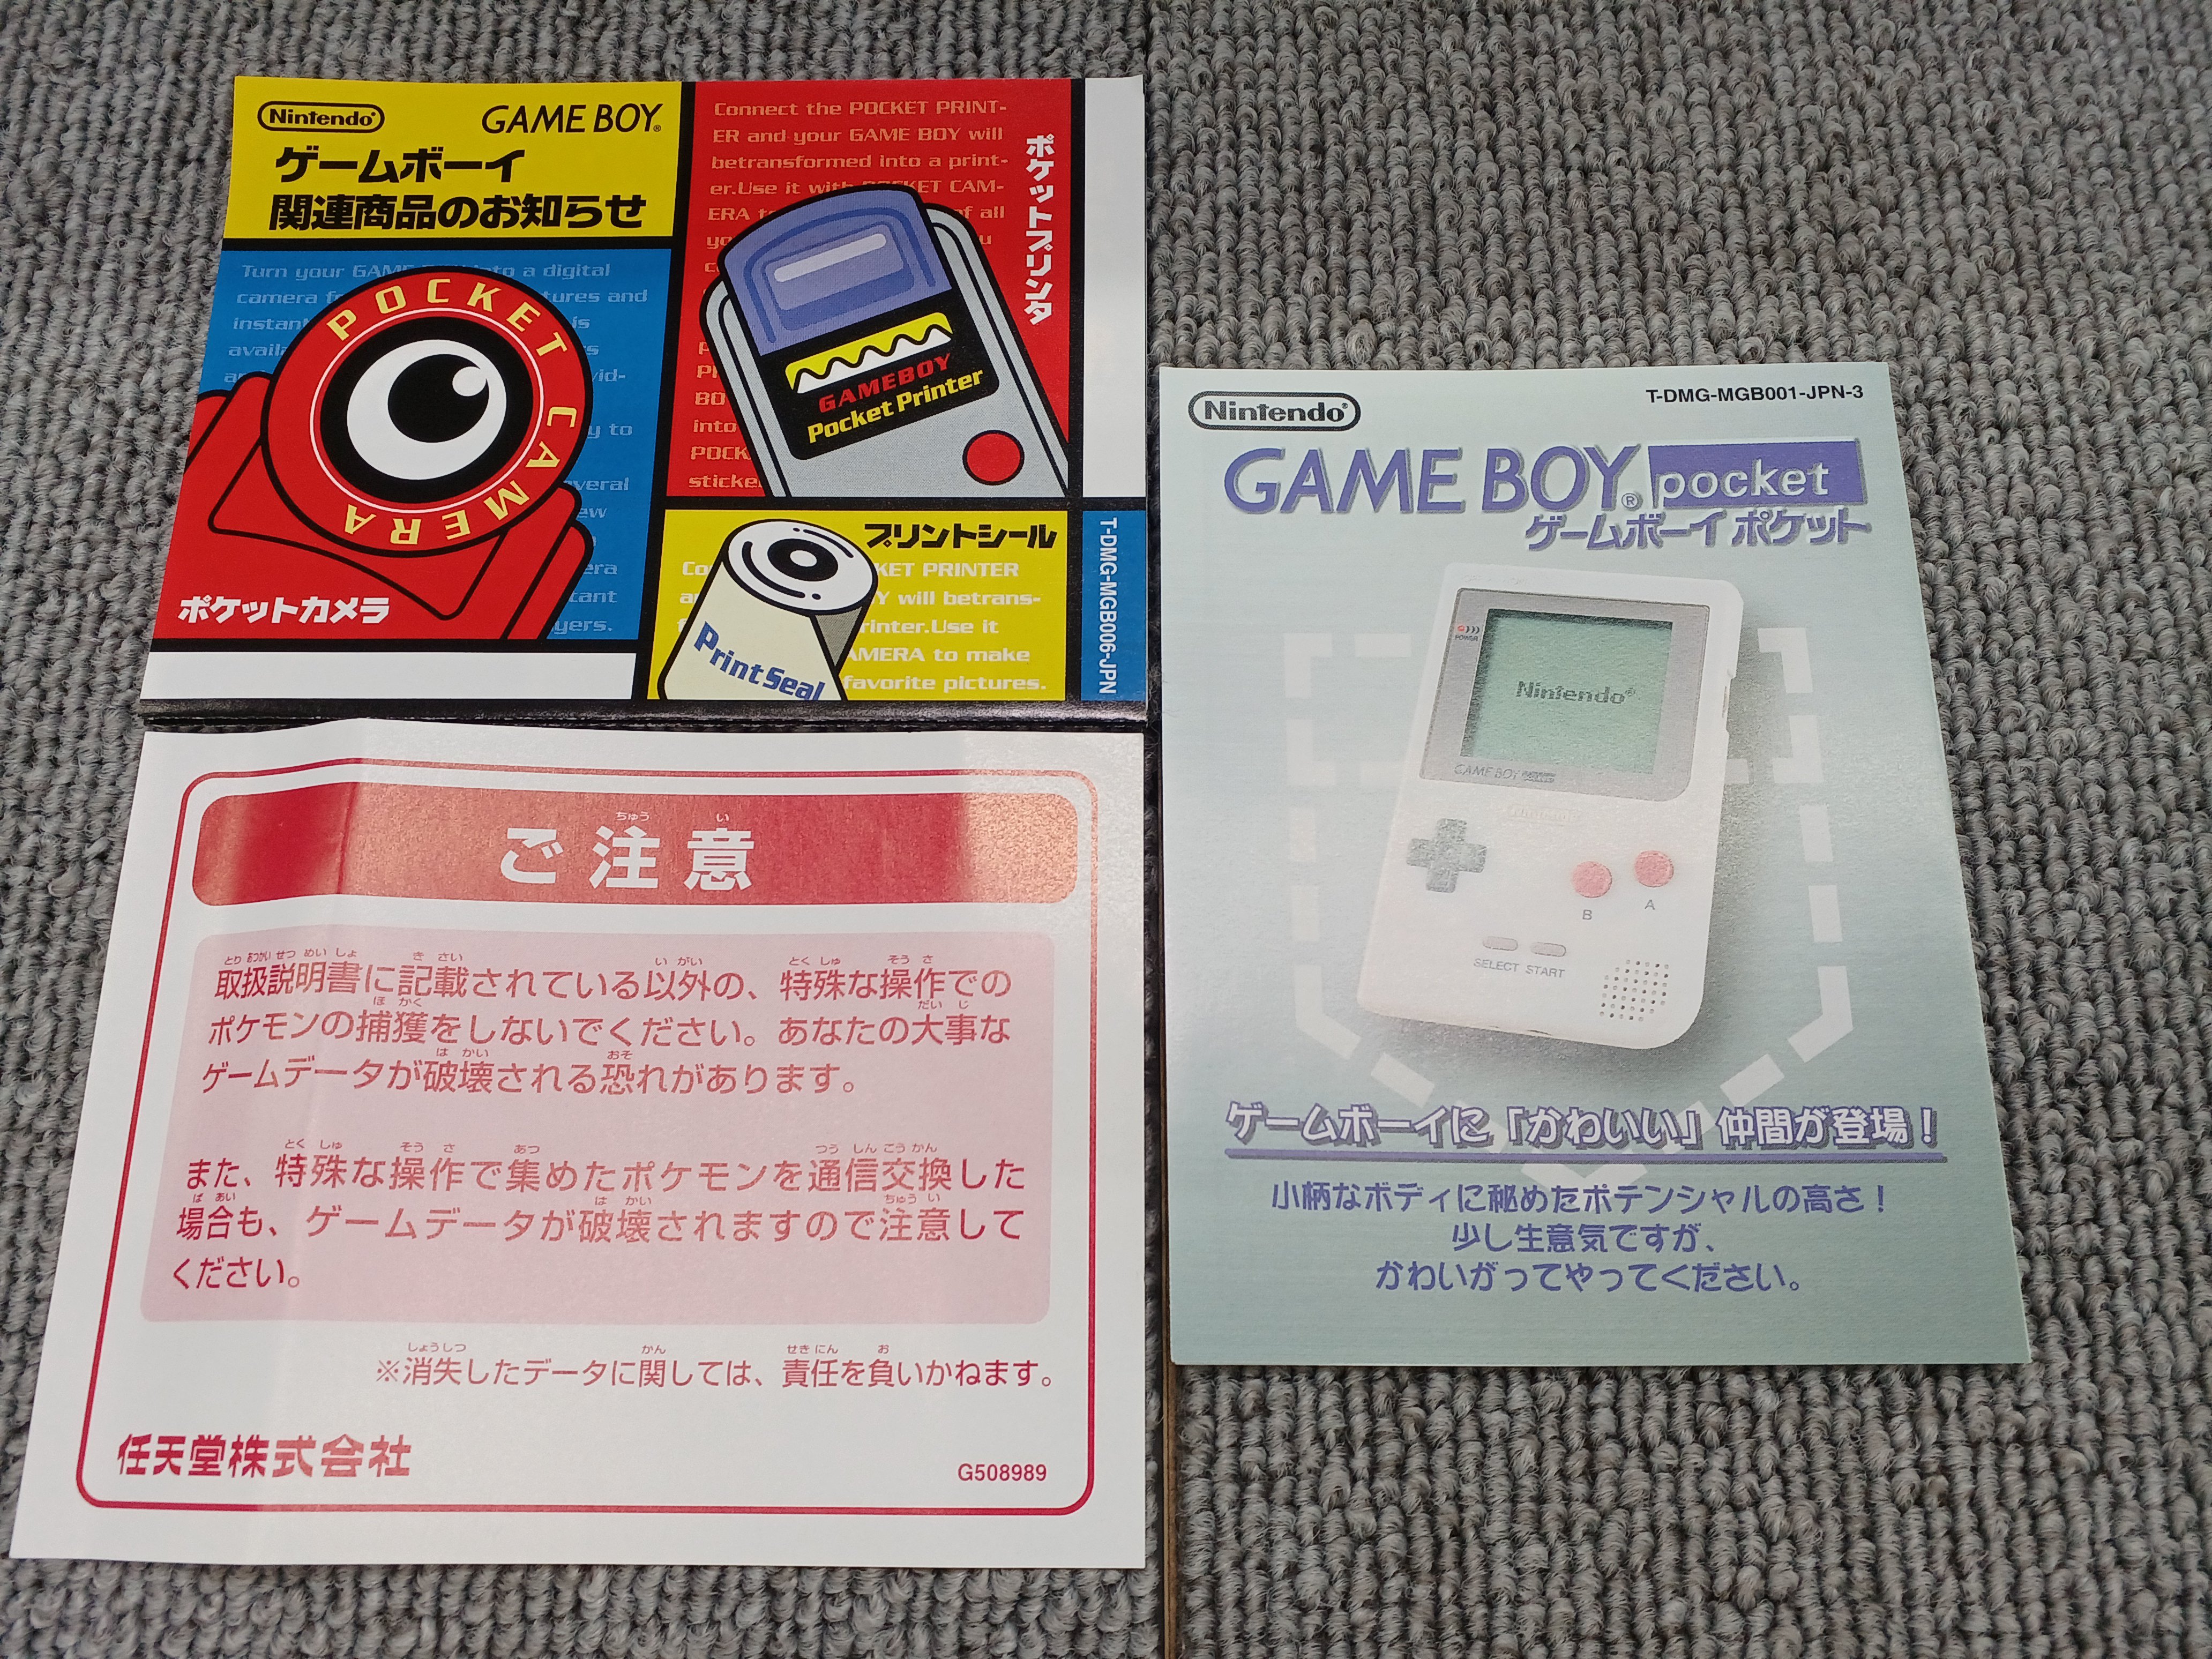 Nintendo®
GAME BOY®
ゲームボーイ
関連商品のお知らせ
Turn your GAME into a digital
camera tures and
instant is
POCKET CAMERA
ポケットカメラ
Connect the POCKET PRINT-
ER and your GAME BOY will
betransformed into a print-
er.Use it with POCKET CAM-
ERA of all
ポケットプリンタ
GAMEBOY
Pocket Printer
プリントシール
KET PRINTER
Y will betrans-
rinter.Use it
AMERA to make
favorite pictures.
Print Seal
T-DMG-MGB006-JPN
ちゅう い
ご注意
とりあつかいせつめいしょ き さい い がい とくしゅ そう さ
取扱説明書に記載されている以外の、特殊な操作での
ほ かく だい じ
ポケモンの捕獲をしないでください。あなたの大事な
は かい おそ
ゲームデータが破壊される恐れがあります。
とく しゅ そう さ あつ つう しん こう かん
また、特殊な操作で集めたポケモンを通信交換した
ば あい は かい ちゅう い
場合も、ゲームデータが破壊されますので注意して
ください。
しょうしつ かん せきにん お
※消失したデータに関しては、責任を負いかねます。
任天堂株式会社
G508989
Nintendo®
T-DMG-MGB001-JPN-3
GAME BOY® pocket
ゲームボーイ ポケット
POWER
Nintendo®
GAME BOY pocket
B A
SELECT START
ゲームボーイに「かわいい」仲間が登場！
小柄なボディに秘めたポテンシャルの高さ！
少し生意気ですが、
かわいがってやってください。